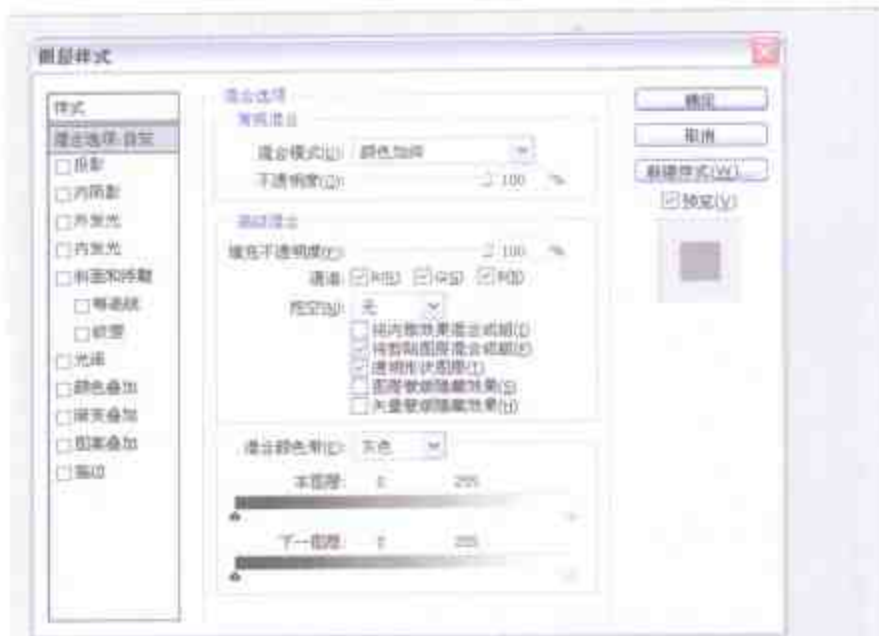 图层样式
样式
混合选项:自定
投影
内阴影
外发光
内发光
斜面和浮雕
等高线
纹理
光泽
颜色叠加
渐变叠加
图案叠加
描边
混合选项
常规混合
混合模式(U): 颜色加深
不透明度(O): 100 %
高级混合
填充不透明度(F): 100 %
通道: R(R) G(G) B(B)
挖空(N): 无
将内部效果混合成组(I)
将剪贴图层混合成组(P)
透明形状图层(T)
图层蒙版隐藏效果(S)
矢量蒙版隐藏效果(H)
混合颜色带(E): 灰色
本图层: 0 255
下一图层: 0 255
确定
取消
新建样式(W)...
预览(V)